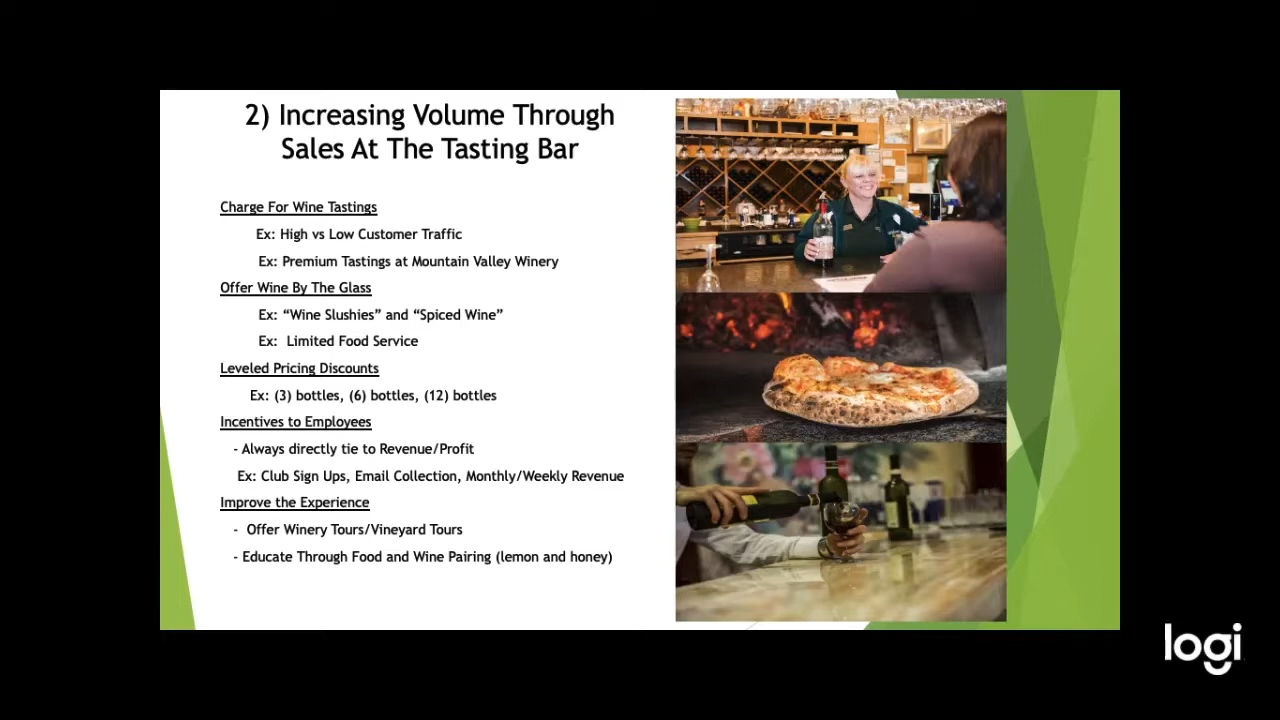 2) Increasing Volume Through
Sales At The Tasting Bar
Charge For Wine Tastings
Ex: High vs Low Customer Traffic
Ex: Premium Tastings at Mountain Valley Winery
Offer Wine By The Glass
Ex: “Wine Slushies” and “Spiced Wine”
Ex:  Limited Food Service
Leveled Pricing Discounts
Ex: (3) bottles, (6) bottles, (12) bottles
Incentives to Employees
- Always directly tie to Revenue/Profit
Ex: Club Sign Ups, Email Collection, Monthly/Weekly Revenue
Improve the Experience
-  Offer Winery Tours/Vineyard Tours
- Educate Through Food and Wine Pairing (lemon and honey)
logi